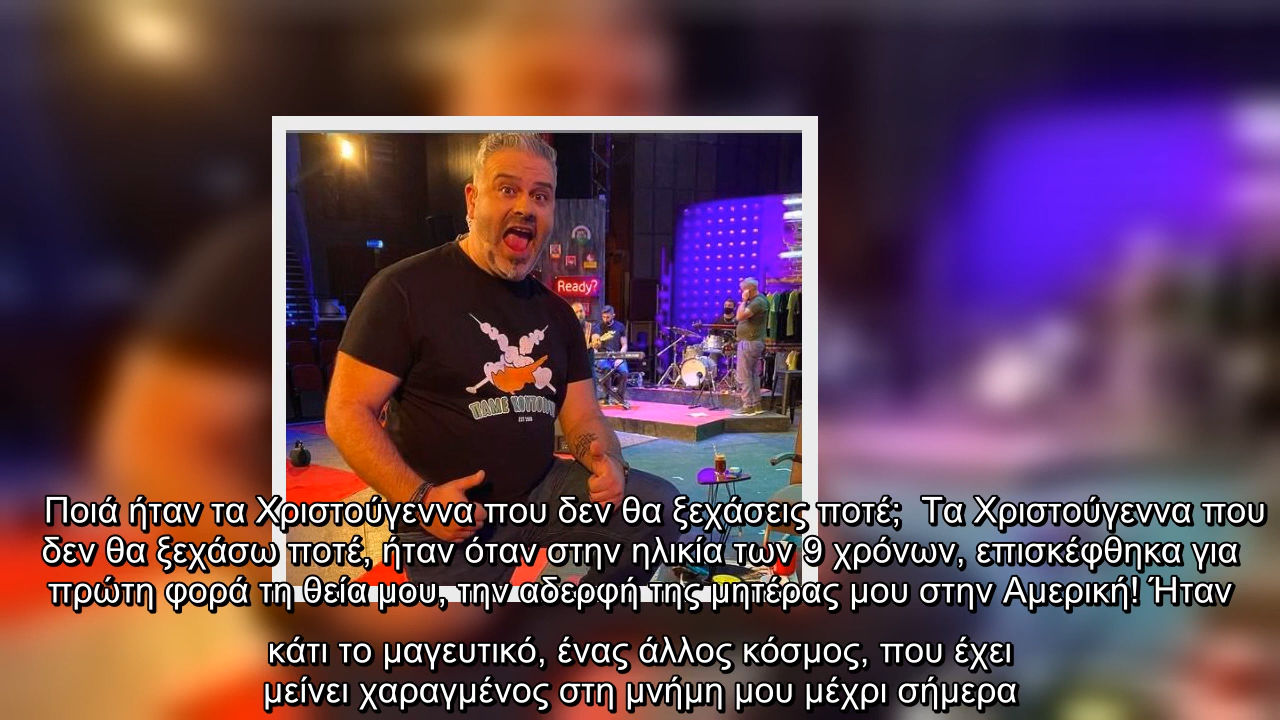 Ready?
ΠΑΜΕ
EST
Ποιά ήταν τα Χριστούγεννα που δεν θα ξεχάσεις ποτέ;  Τα Χριστούγεννα που
δεν θα ξεχάσω ποτέ, ήταν όταν στην ηλικία των 9 χρόνων, επισκέφθηκα για
πρώτη φορά τη θεία μου, την αδερφή της μητέρας μου στην Αμερική! Ήταν
κάτι το μαγευτικό, ένας άλλος κόσμος, που έχει
μείνει χαραγμένος στη μνήμη μου μέχρι σήμερα